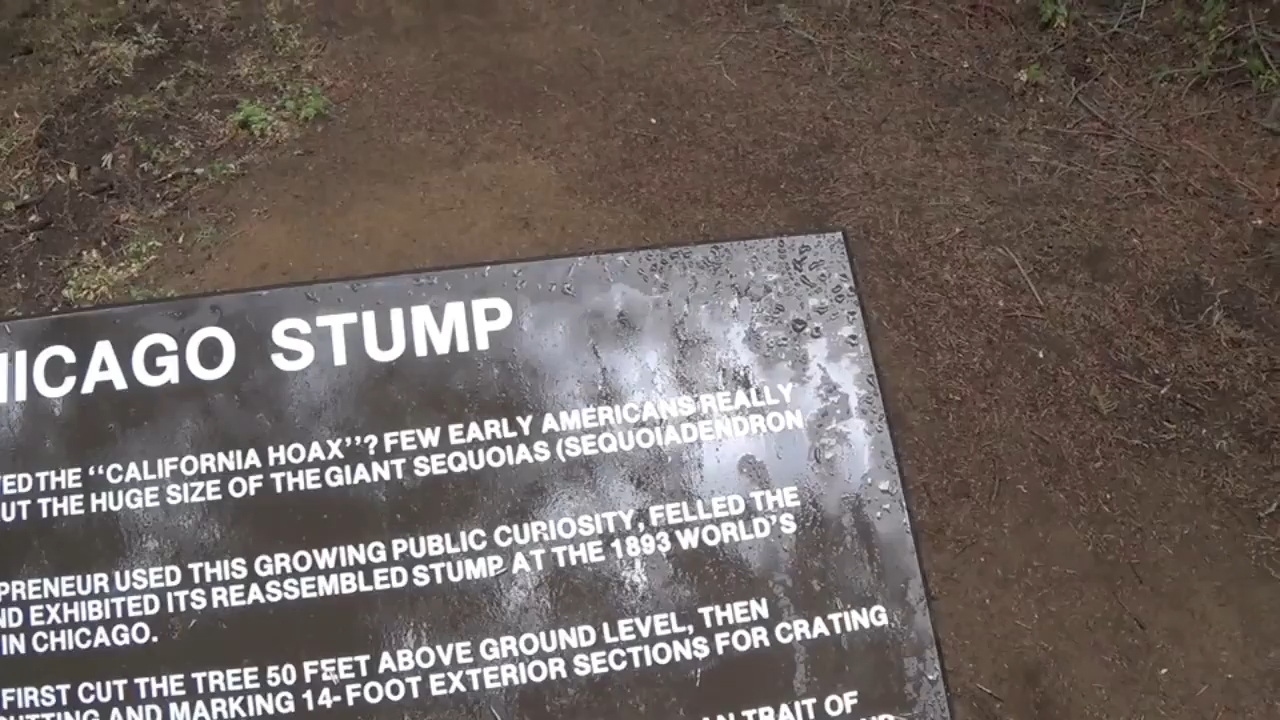 HICAGO STUMP
ED THE “CALIFORNIA HOAX”? FEW EARLY AMERICANS REALLY
UT THE HUGE SIZE OF THE GIANT SEQUOIAS (SEQUOIADENDRON
PRENEUR USED THIS GROWING PUBLIC CURIOSITY, FELLED THE
ND EXHIBITED ITS REASSEMBLED STUMP AT THE 1893 WORLD'S
IN CHICAGO.
FIRST CUT THE TREE 50 FEET ABOVE GROUND LEVEL, THEN
CUTTING AND MARKING 14-FOOT EXTERIOR SECTIONS FOR CRATING
AN TRAIT OF